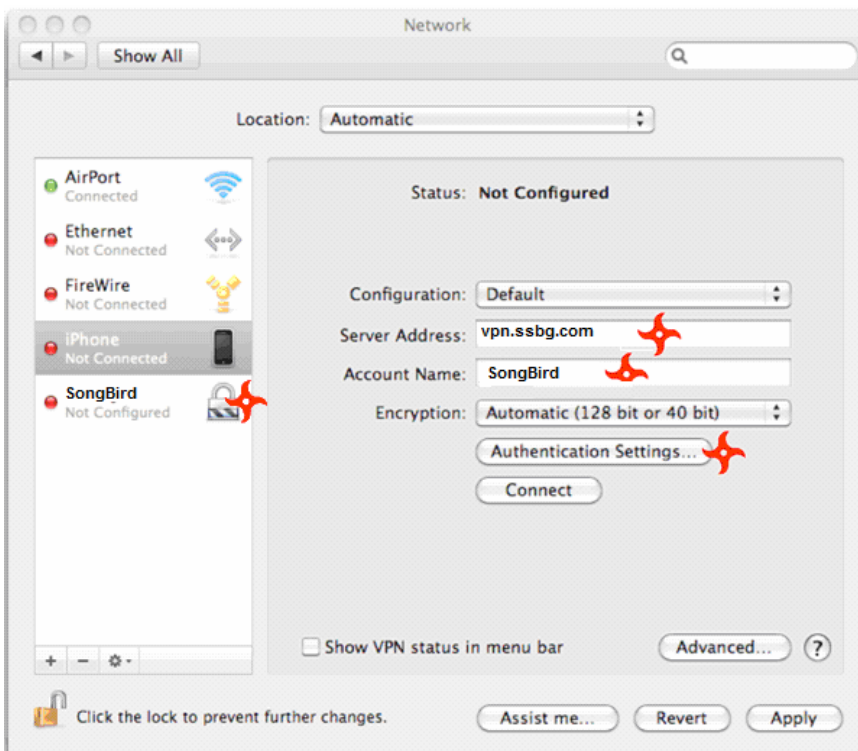 Network
Show All
Location: Automatic
AirPort
Connected
Ethernet
Not Connected
FireWire
Not Connected
iPhone
Not Connected
SongBird
Not Configured
Status: Not Configured
Configuration: Default
Server Address: vpn.ssbg.com
Account Name: SongBird
Encryption: Automatic (128 bit or 40 bit)
Authentication Settings...
Connect
Show VPN status in menu bar
Advanced... ?
Click the lock to prevent further changes.
Assist me... Revert Apply